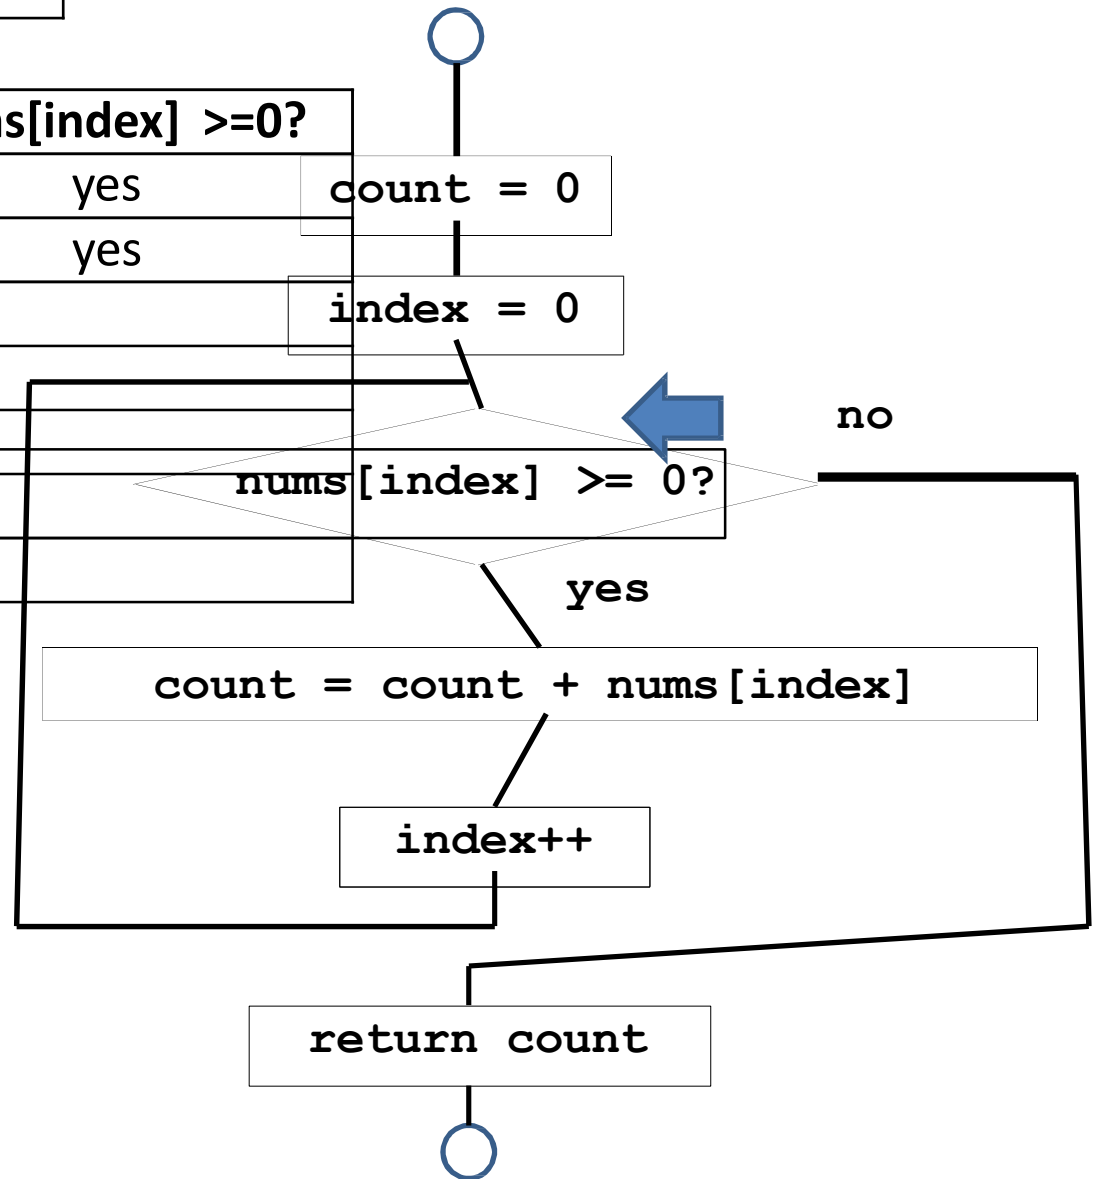 s[index] >=0?
yes
yes
count = 0
index = 0
no
nums[index] >= 0?
yes
count = count + nums[index]
index++
return count